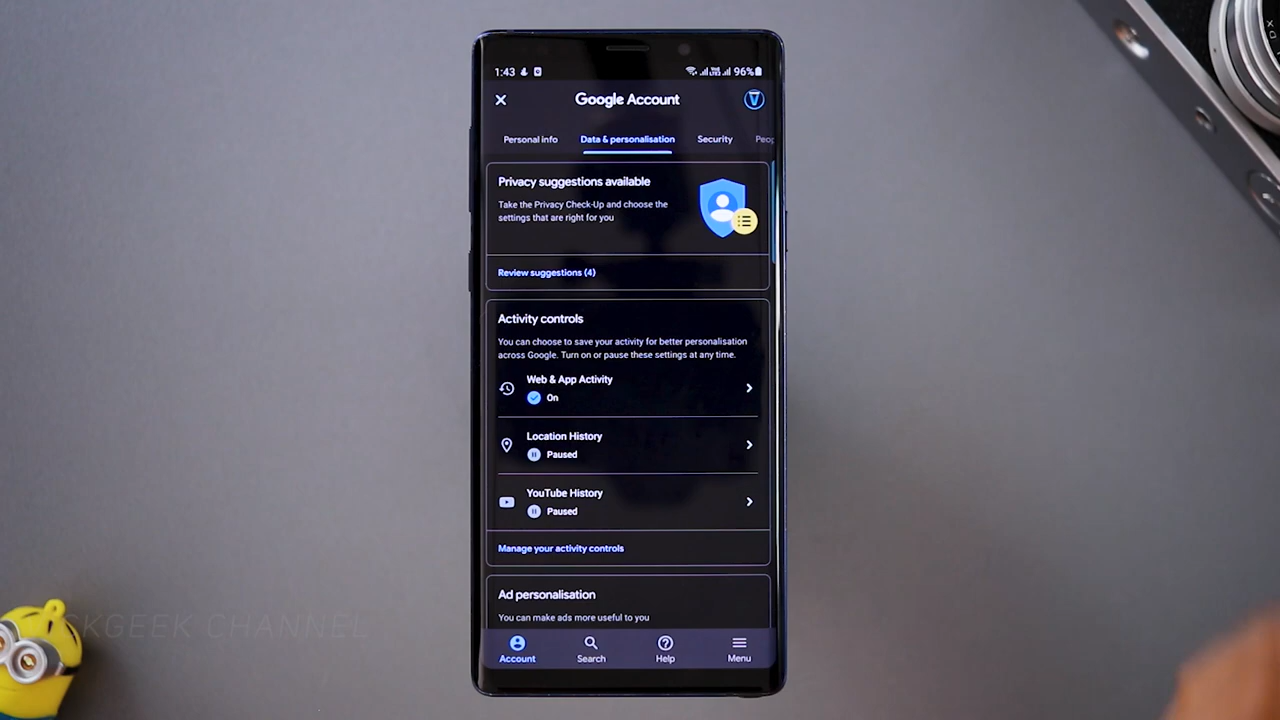 1:43
96%
Google Account
Personal info
Data & personalisation
Security
Privacy suggestions available
Take the Privacy Check-Up and choose the
settings that are right for you
Review suggestions (4)
Activity controls
You can choose to save your activity for better personalisation
across Google. Turn on or pause these settings at any time.
Web & App Activity
On
Location History
Paused
YouTube History
Paused
Manage your activity controls
Ad personalisation
You can make ads more useful to you
Account
Search
Help
Menu
CHANNEL